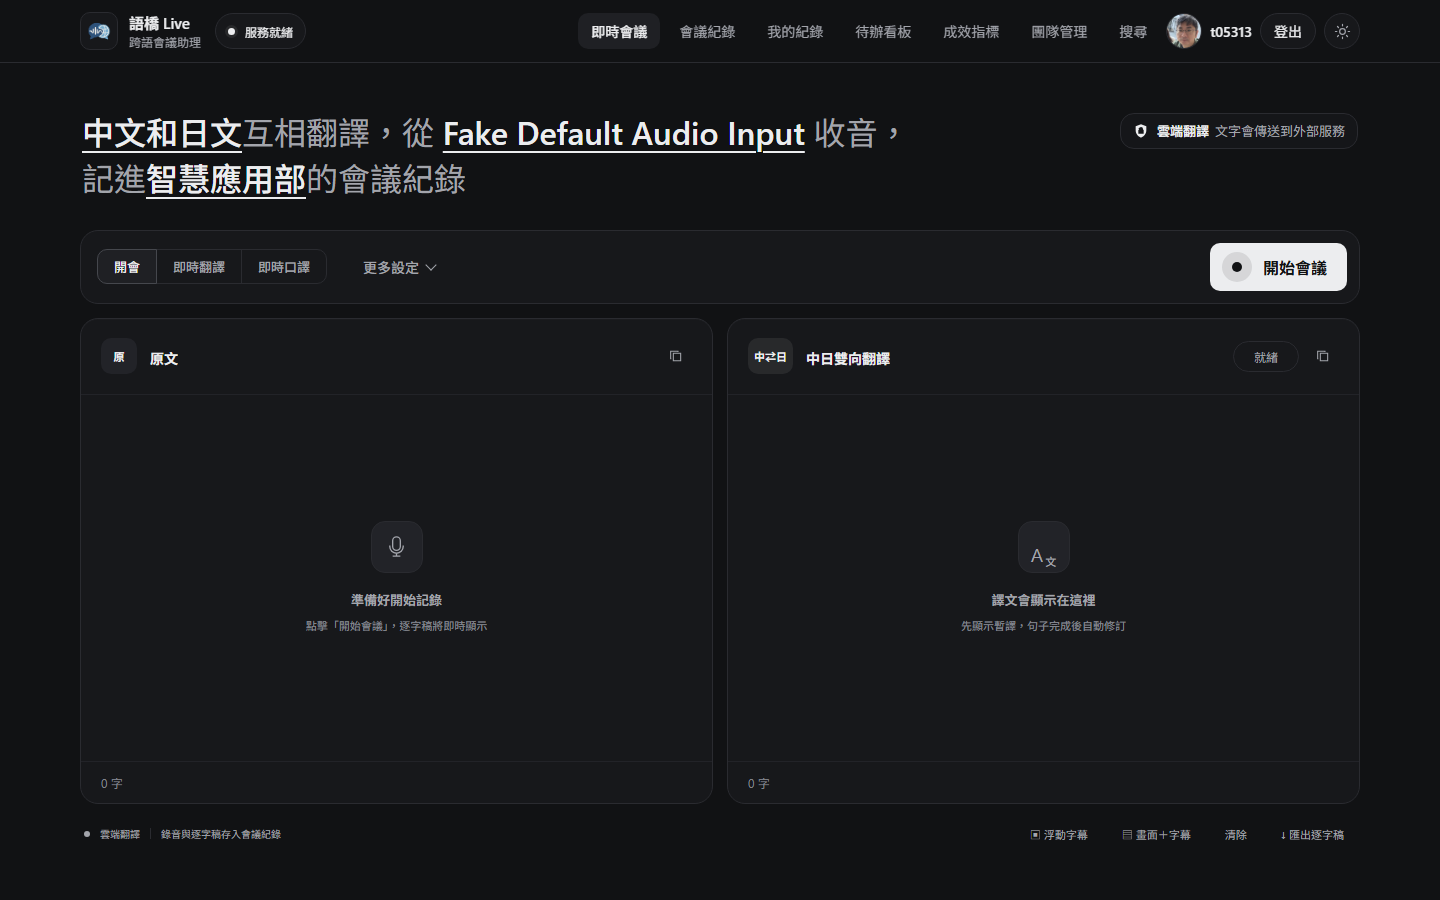 語橋 Live
跨語會議助理
服務就緒
即時會議
會議紀錄
我的紀錄
待辦看板
成效指標
團隊管理
搜尋
t05313
登出
中文和日文互相翻譯，從 Fake Default Audio Input 收音，
記進智慧應用部的會議紀錄
雲端翻譯 文字會傳送到外部服務
開會
即時翻譯
即時口譯
更多設定
開始會議
原
原文
中⇄日
中日雙向翻譯
就緒
準備好開始記錄
點擊「開始會議」，逐字稿將即時顯示
A文
譯文會顯示在這裡
先顯示暫譯，句子完成後自動修訂
0 字
0 字
雲端翻譯
錄音與逐字稿存入會議紀錄
浮動字幕
畫面＋字幕
清除
↓ 匯出逐字稿